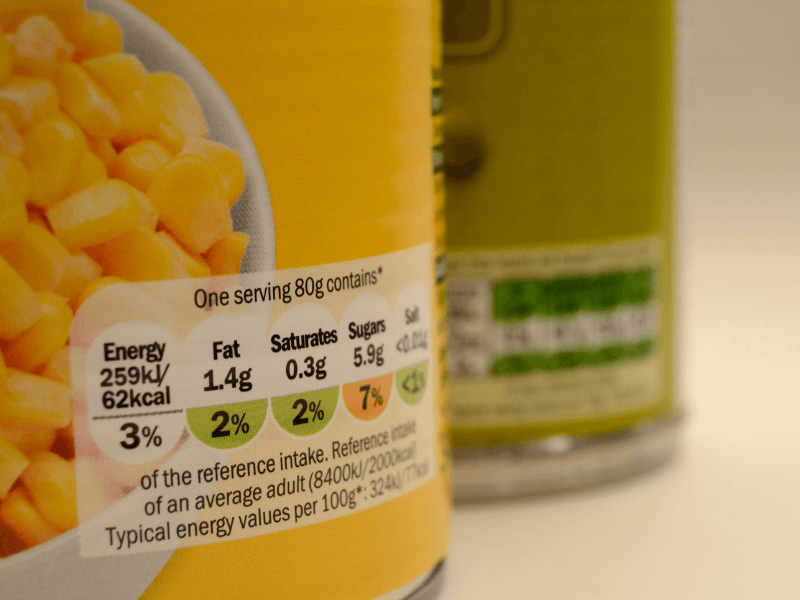 One serving 80g contains*
Energy
259kJ/
62kcal
3%
Fat
1.4g
2%
Saturates
0.3g
2%
Sugars
5.9g
7%
Salt
<0.01g
<1%
of the reference intake. Reference intake
of an average adult (8400kJ/2000kcal)
Typical energy values per 100g*: 324kJ/77kcal